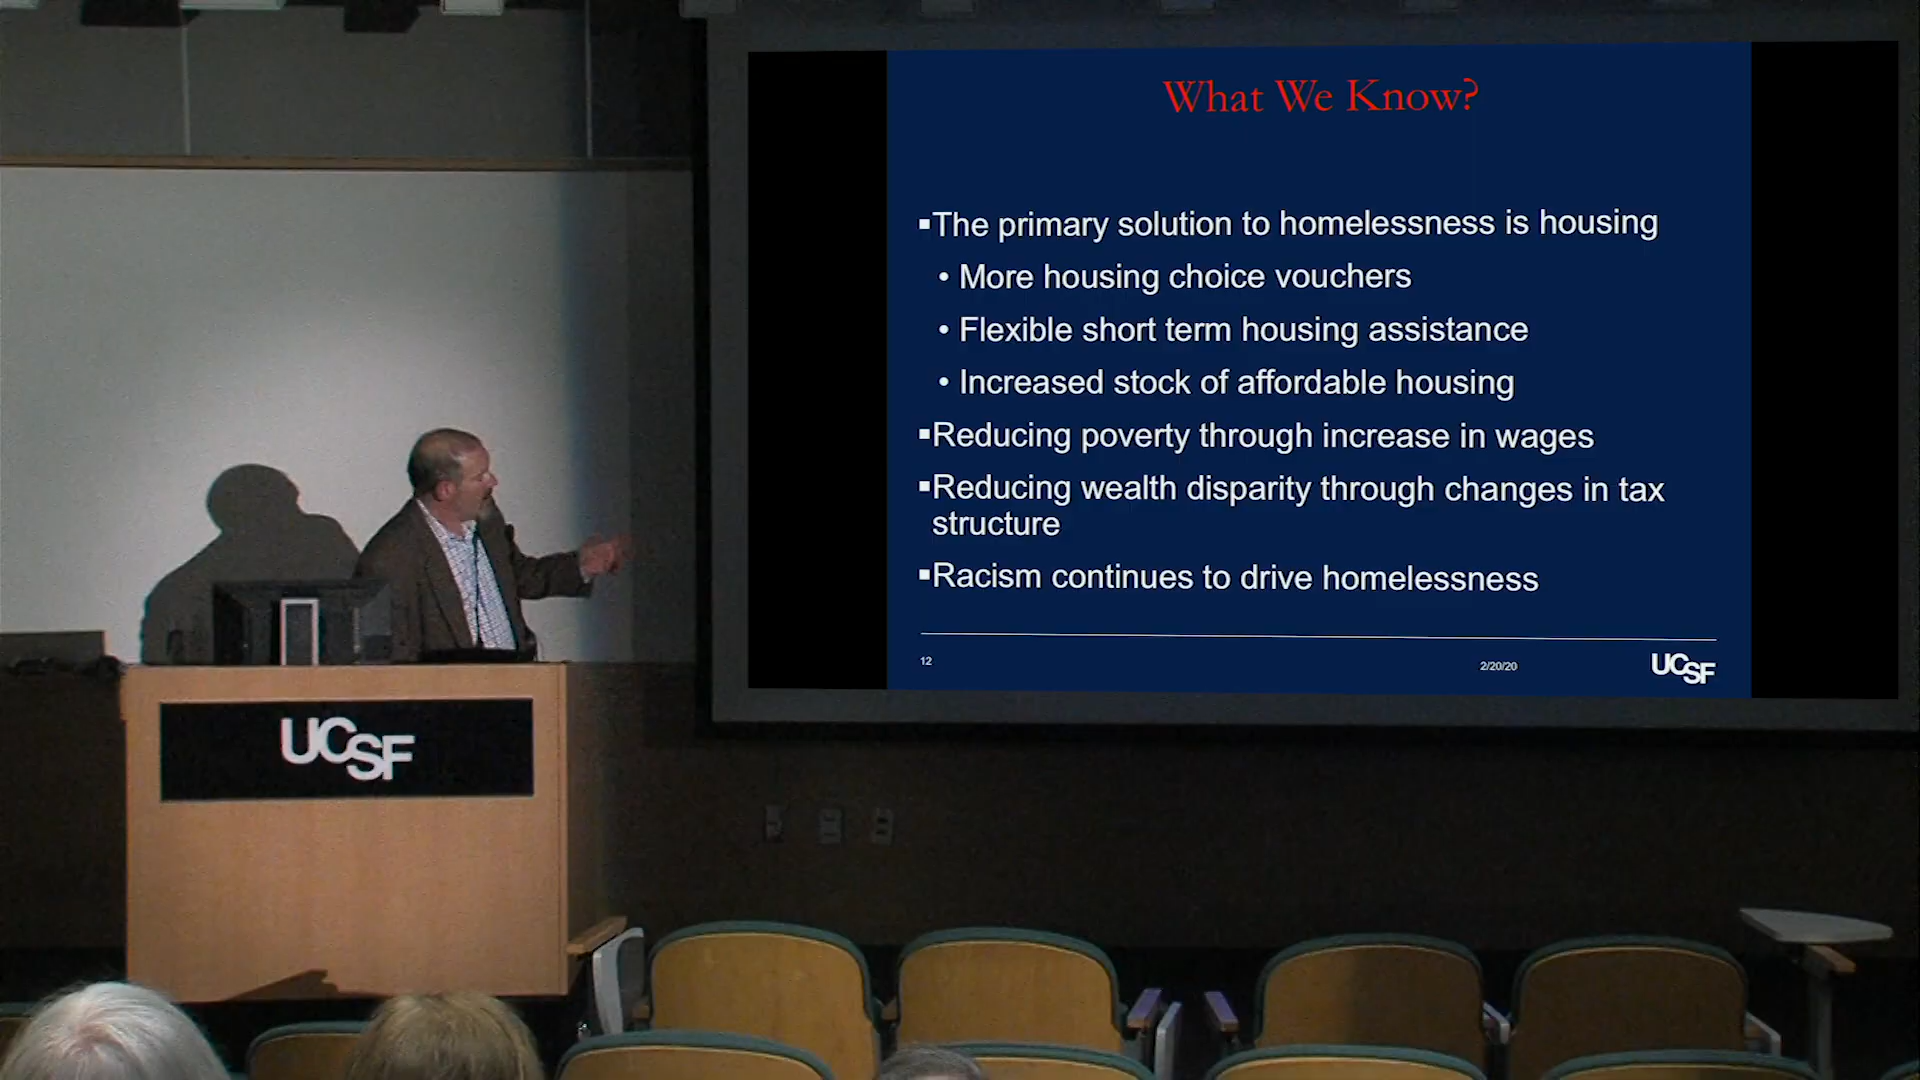 What We Know?
▪The primary solution to homelessness is housing
• More housing choice vouchers
• Flexible short term housing assistance
• Increased stock of affordable housing
▪Reducing poverty through increase in wages
▪Reducing wealth disparity through changes in tax
structure
▪Racism continues to drive homelessness
12
2/20/20
UCSF
UCSF